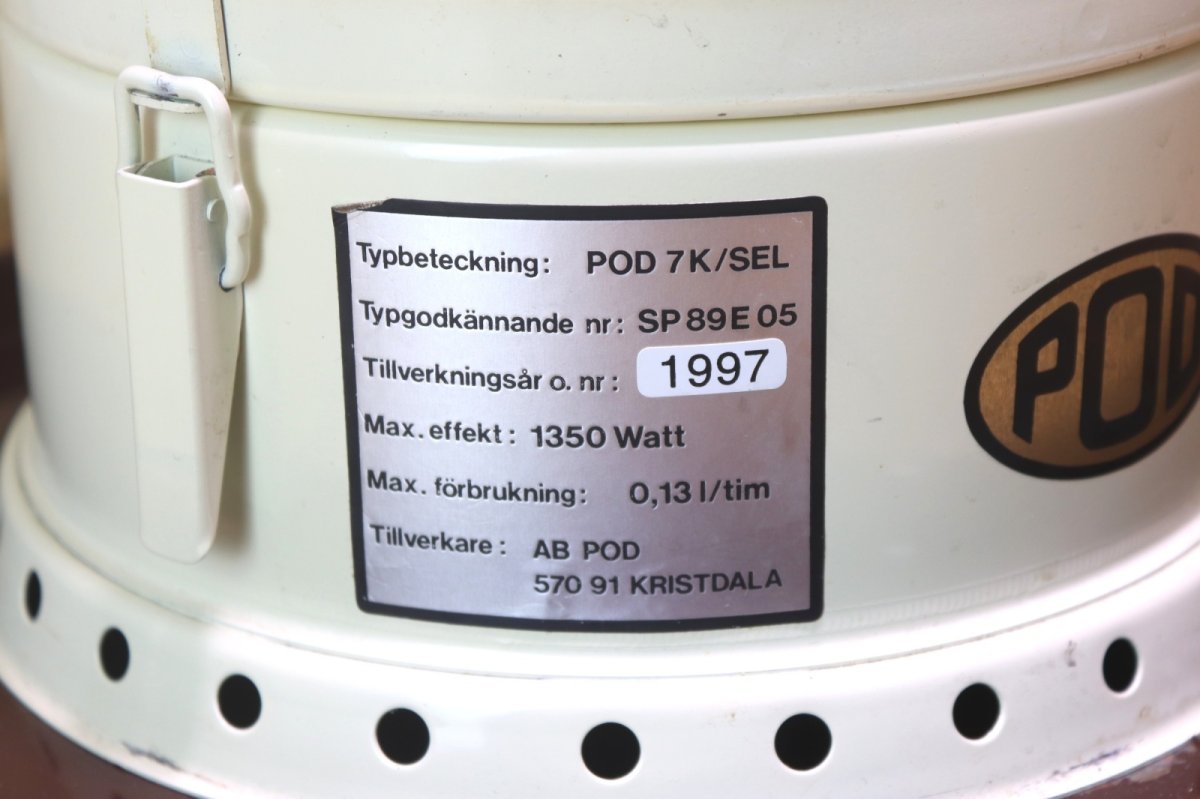 Typbeteckning: POD 7K/SEL
Typgodkännande nr: SP 89 E 05
Tillverkningsår o. nr: 1997
Max. effekt: 1350 Watt
Max. förbrukning: 0,13 l/tim
Tillverkare: AB POD
570 91 KRISTDALA
POD